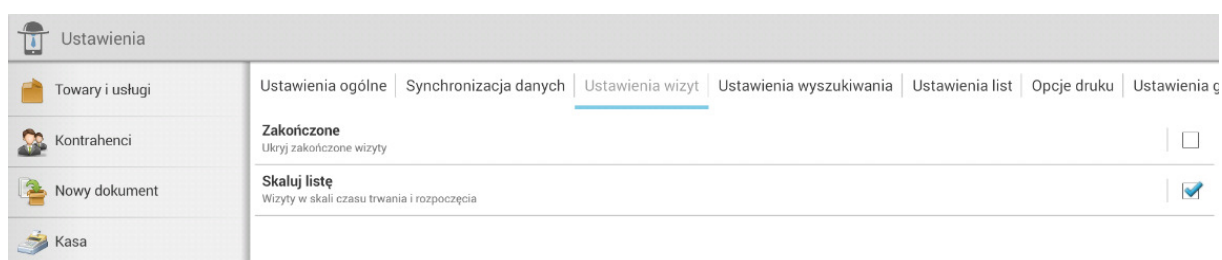 Ustawienia
Towary i usługi
Kontrahenci
Nowy dokument
Kasa
Ustawienia ogólne Synchronizacja danych Ustawienia wizyt Ustawienia wyszukiwania Ustawienia list Opcje druku Ustawienia g
Zakończone
Ukryj zakończone wizyty
Skaluj listę
Wizyty w skali czasu trwania i rozpoczęcia